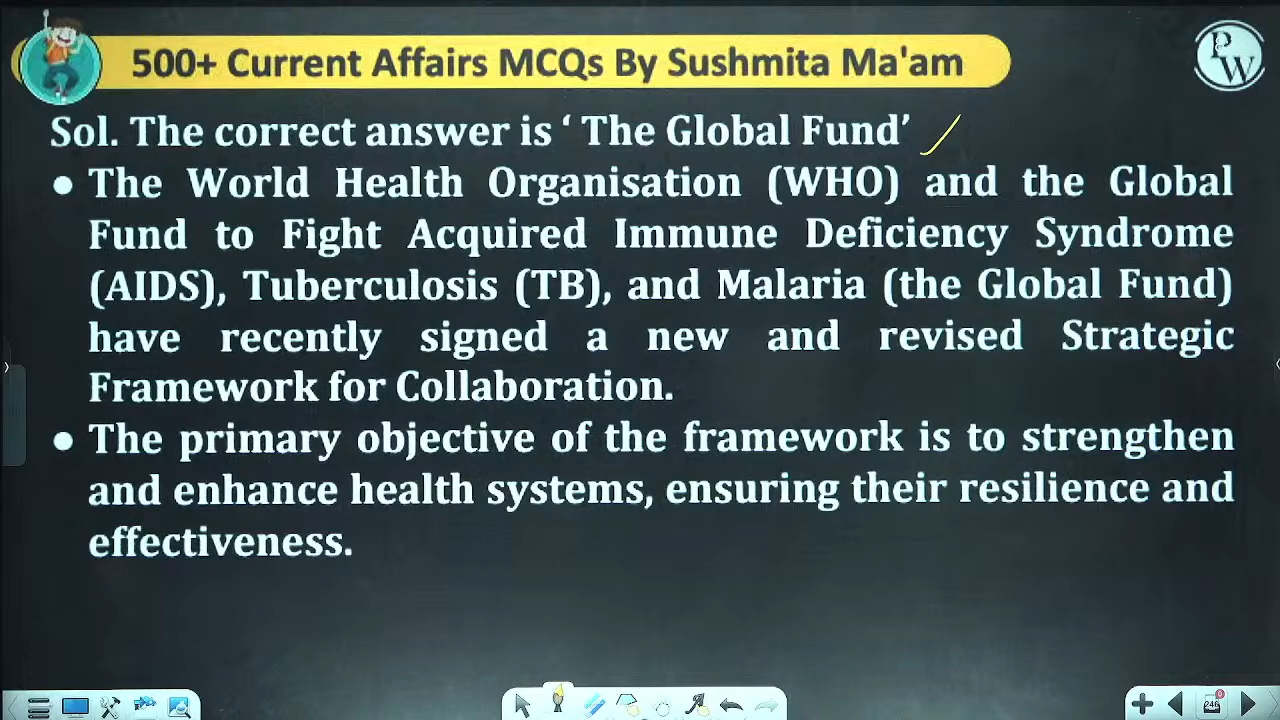 500+ Current Affairs MCQs By Sushmita Ma'am
PW
Sol. The correct answer is ‘ The Global Fund’
● The World Health Organisation (WHO) and the Global
Fund to Fight Acquired Immune Deficiency Syndrome
(AIDS), Tuberculosis (TB), and Malaria (the Global Fund)
have recently signed a new and revised Strategic
Framework for Collaboration.
● The primary objective of the framework is to strengthen
and enhance health systems, ensuring their resilience and
effectiveness.
246